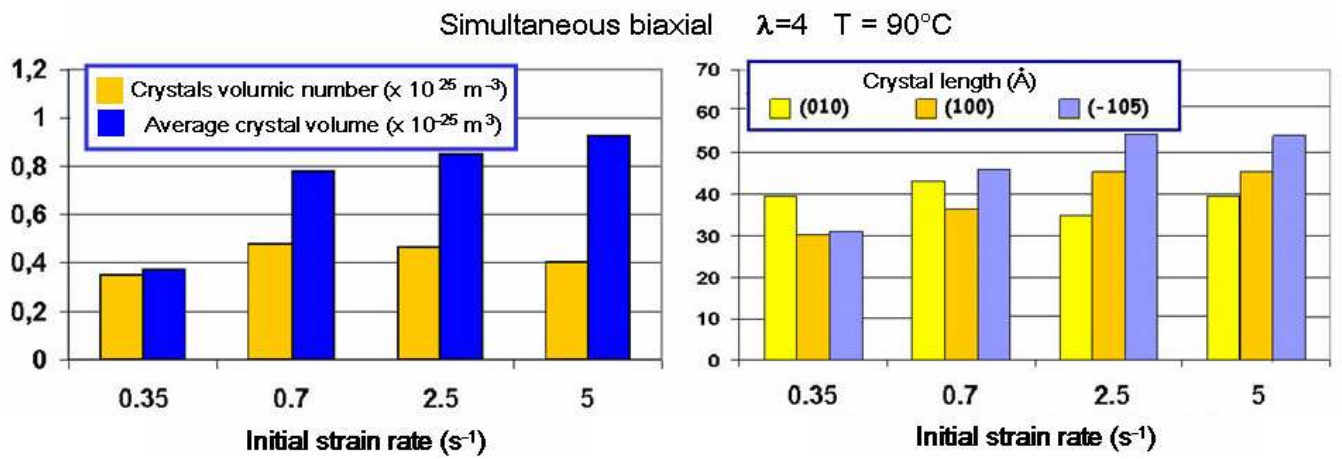 Simultaneous biaxial λ=4 T = 90°C
1,2
1
0,8
0,6
0,4
0,2
0
Crystals volumic number (x 10²⁵ m⁻³)
Average crystal volume (x 10⁻²⁵ m³)
0.35 0.7 2.5 5
Initial strain rate (s⁻¹)
70
60
50
40
30
20
10
0
Crystal length (Å)
(010) (100) (-105)
0.35 0.7 2.5 5
Initial strain rate (s⁻¹)